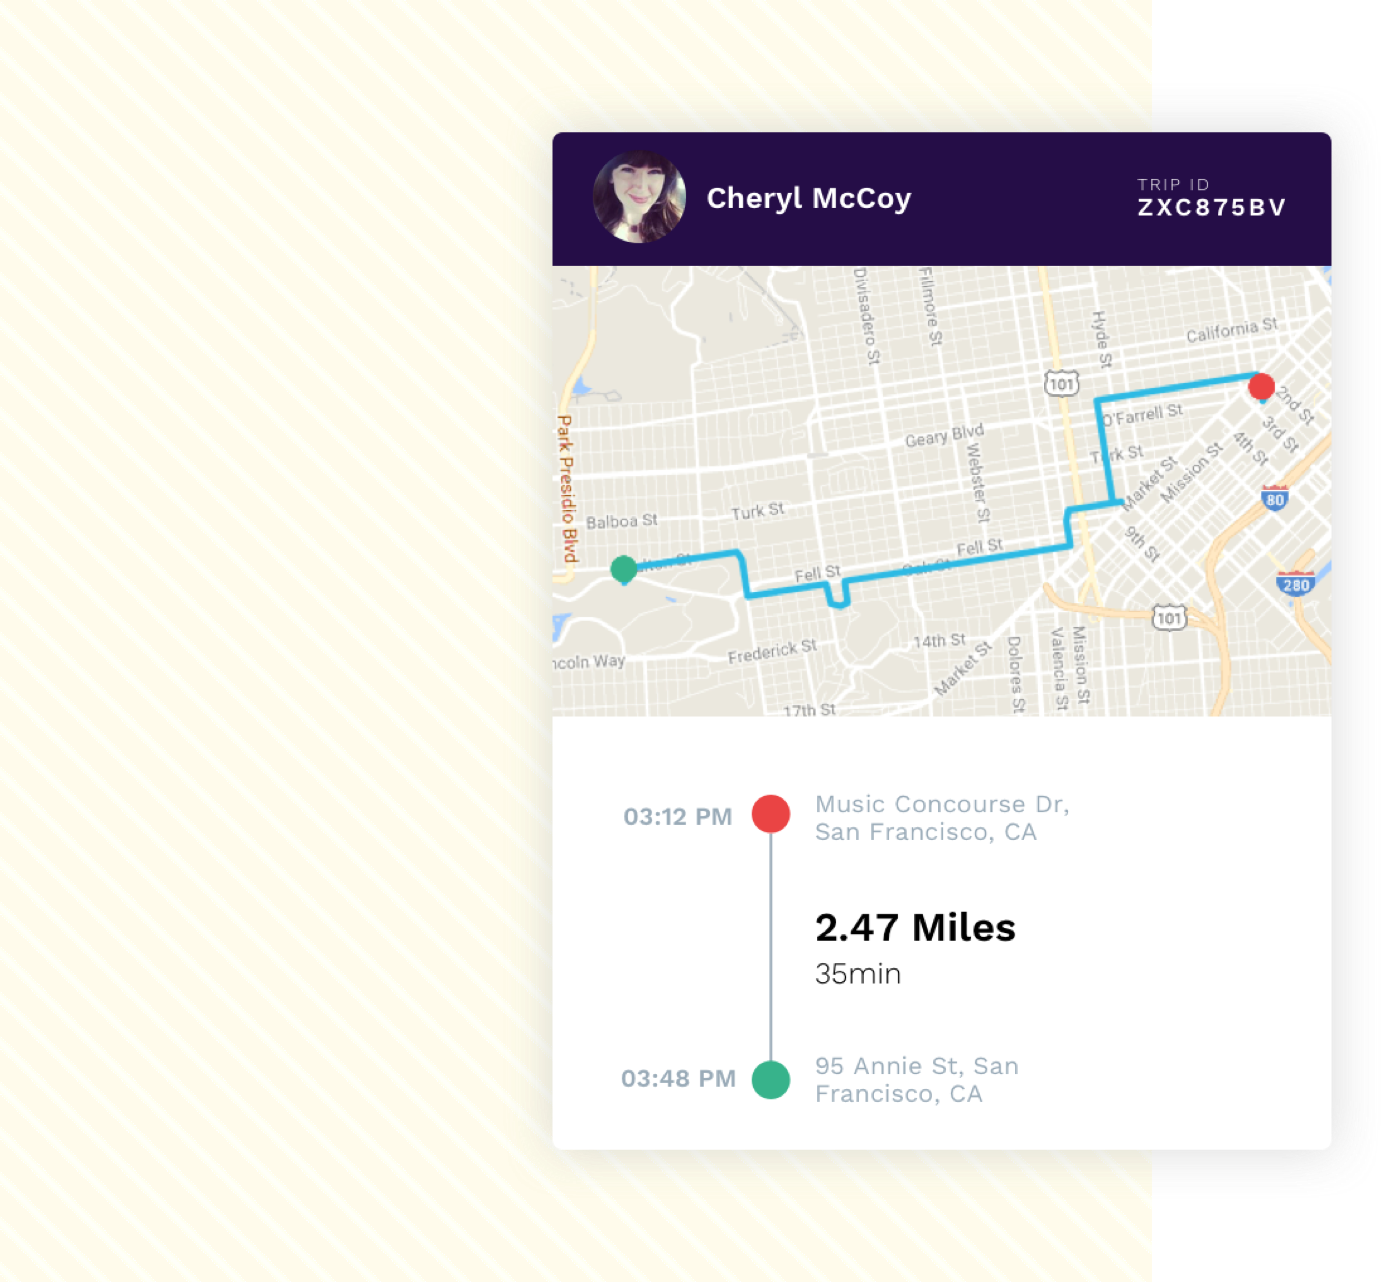 Cheryl McCoy
TRIP ID
ZXC875BV
Divisadero St
Fillmore St
Hyde St
California St
101
2nd St
O'Farrell St
3rd St
Geary Blvd
4th St
Park Presidio Blvd
Webster St
Market St
Mission St
80
Balboa St
Turk St
9th St
Fell St
Fell St
Oak St
280
101
14th St
Frederick St
Market St
Dolores St
Valencia St
Mission St
ncoln Way
17th St
03:12 PM
Music Concourse Dr,
San Francisco, CA
2.47 Miles
35min
03:48 PM
95 Annie St, San
Francisco, CA